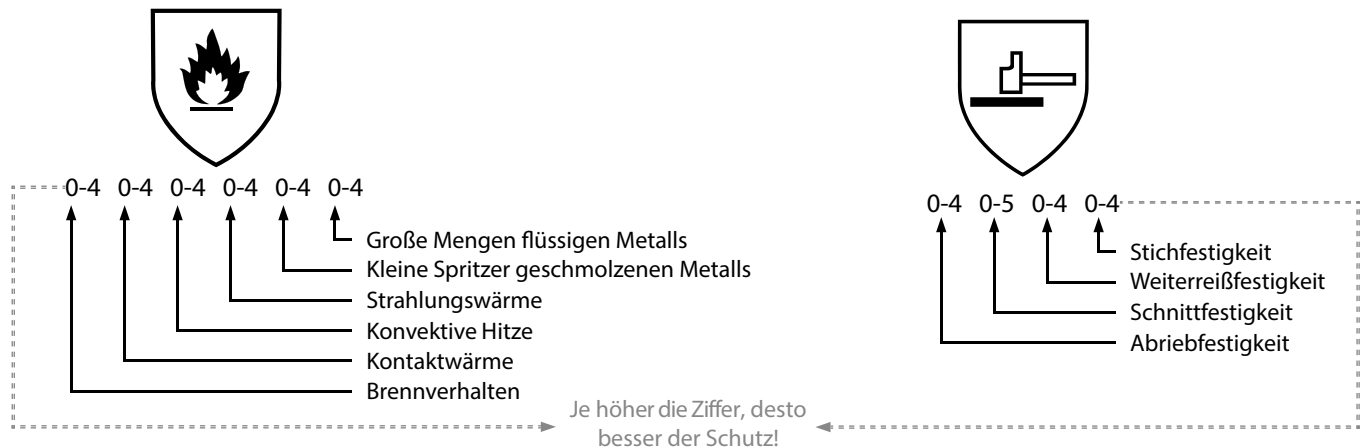 0-4 0-4 0-4 0-4 0-4 0-4
Große Mengen flüssigen Metalls
Kleine Spritzer geschmolzenen Metalls
Strahlungswärme
Konvektive Hitze
Kontaktwärme
Brennverhalten
0-4 0-5 0-4 0-4
Stichfestigkeit
Weiterreißfestigkeit
Schnittfestigkeit
Abriebfestigkeit
Je höher die Ziffer, desto
besser der Schutz!